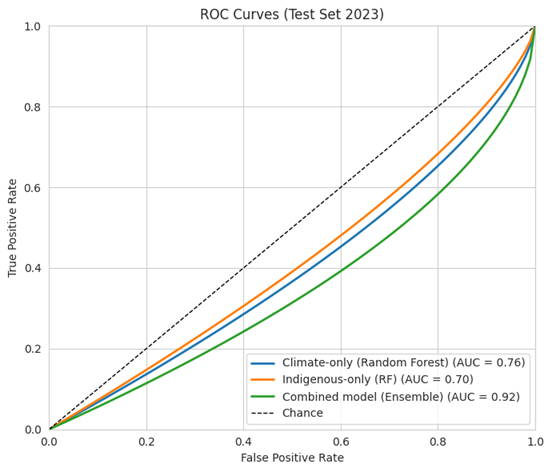 ROC Curves (Test Set 2023)
1.0
0.8
0.6
0.4
0.2
0.0
True Positive Rate
Climate-only (Random Forest) (AUC = 0.76)
Indigenous-only (RF) (AUC = 0.70)
Combined model (Ensemble) (AUC = 0.92)
Chance
0.0 0.2 0.4 0.6 0.8 1.0
False Positive Rate